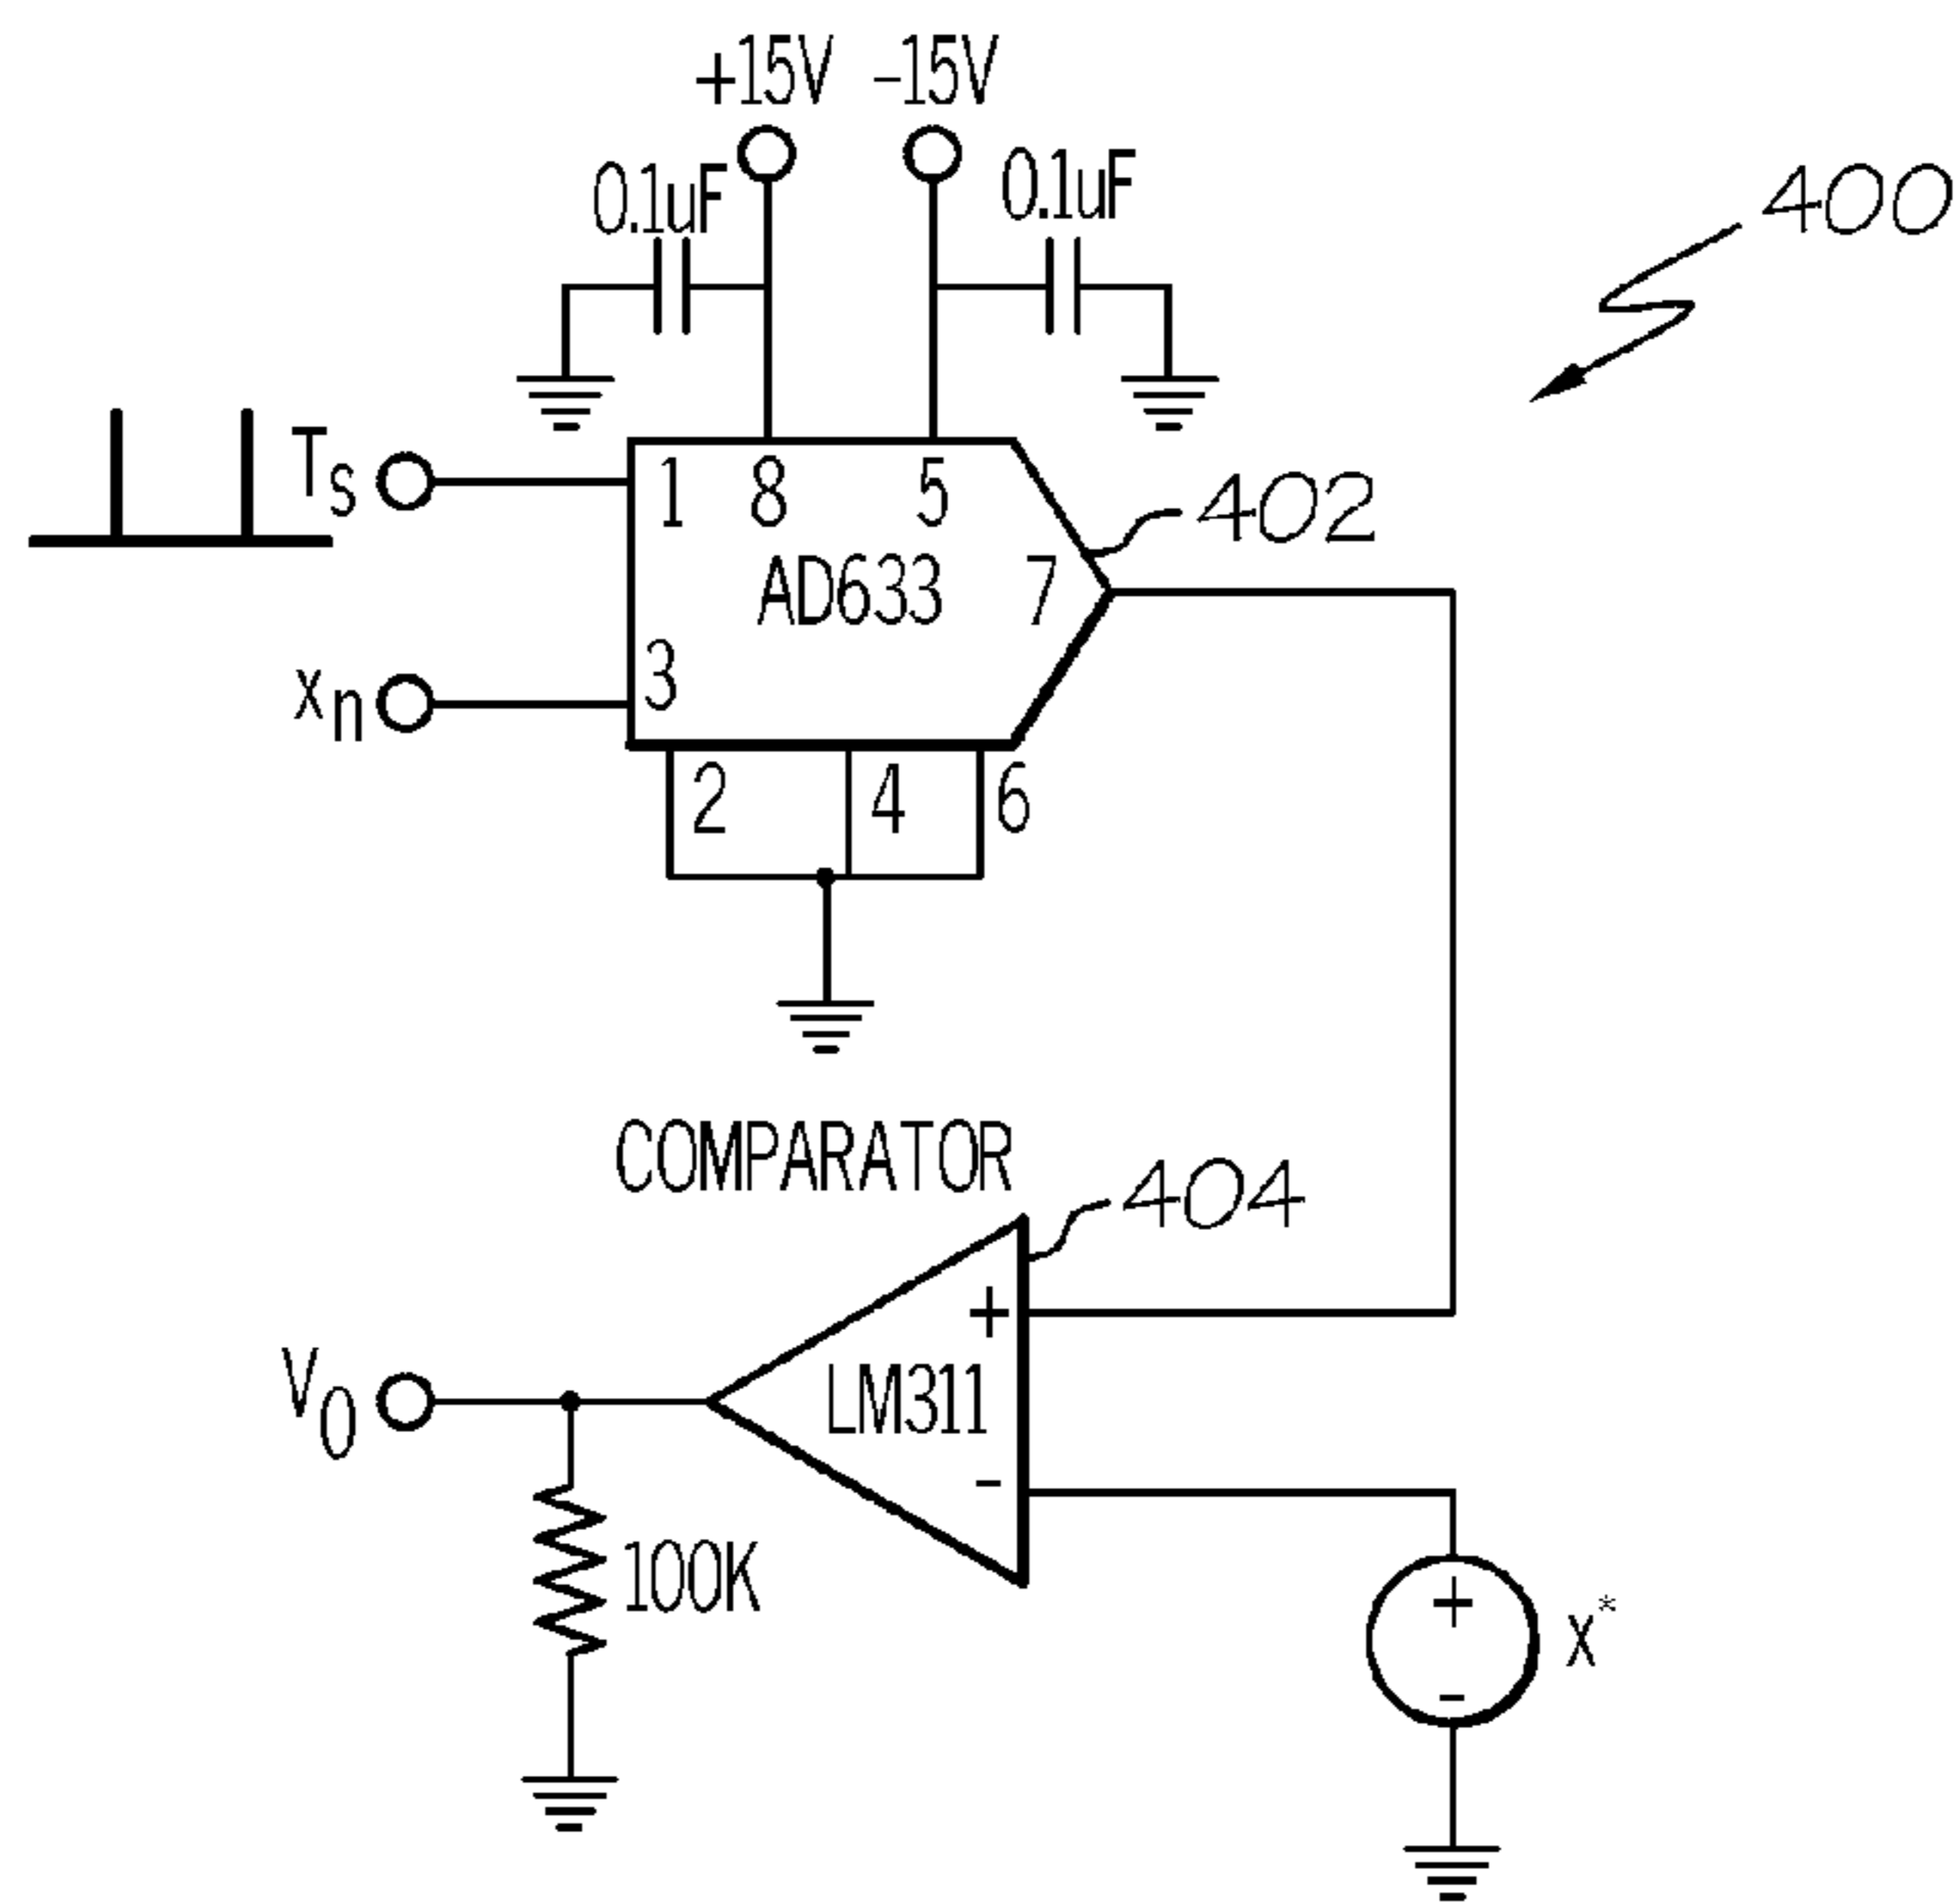 +15V -15V
0.1uF 0.1uF
400
Ts
1 8 5
402
AD633 7
xn
3
2 4 6
COMPARATOR
404
+
LM311
-
VO
100K
+
x*
-